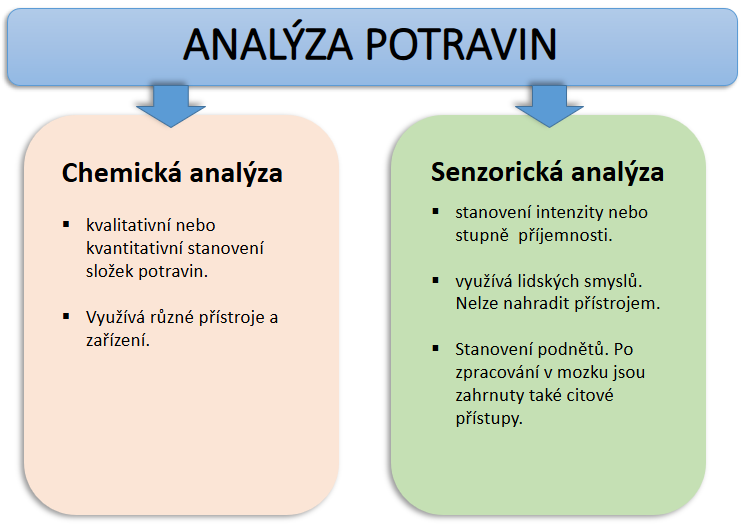 ANALÝZA POTRAVIN
Chemická analýza
▪ kvalitativní nebo
kvantitativní stanovení
složek potravin.
▪ Využívá různé přístroje a
zařízení.
Senzorická analýza
▪ stanovení intenzity nebo
stupně  příjemnosti.
▪ využívá lidských smyslů.
Nelze nahradit přístrojem.
▪ Stanovení podnětů. Po
zpracování v mozku jsou
zahrnuty také citové
přístupy.